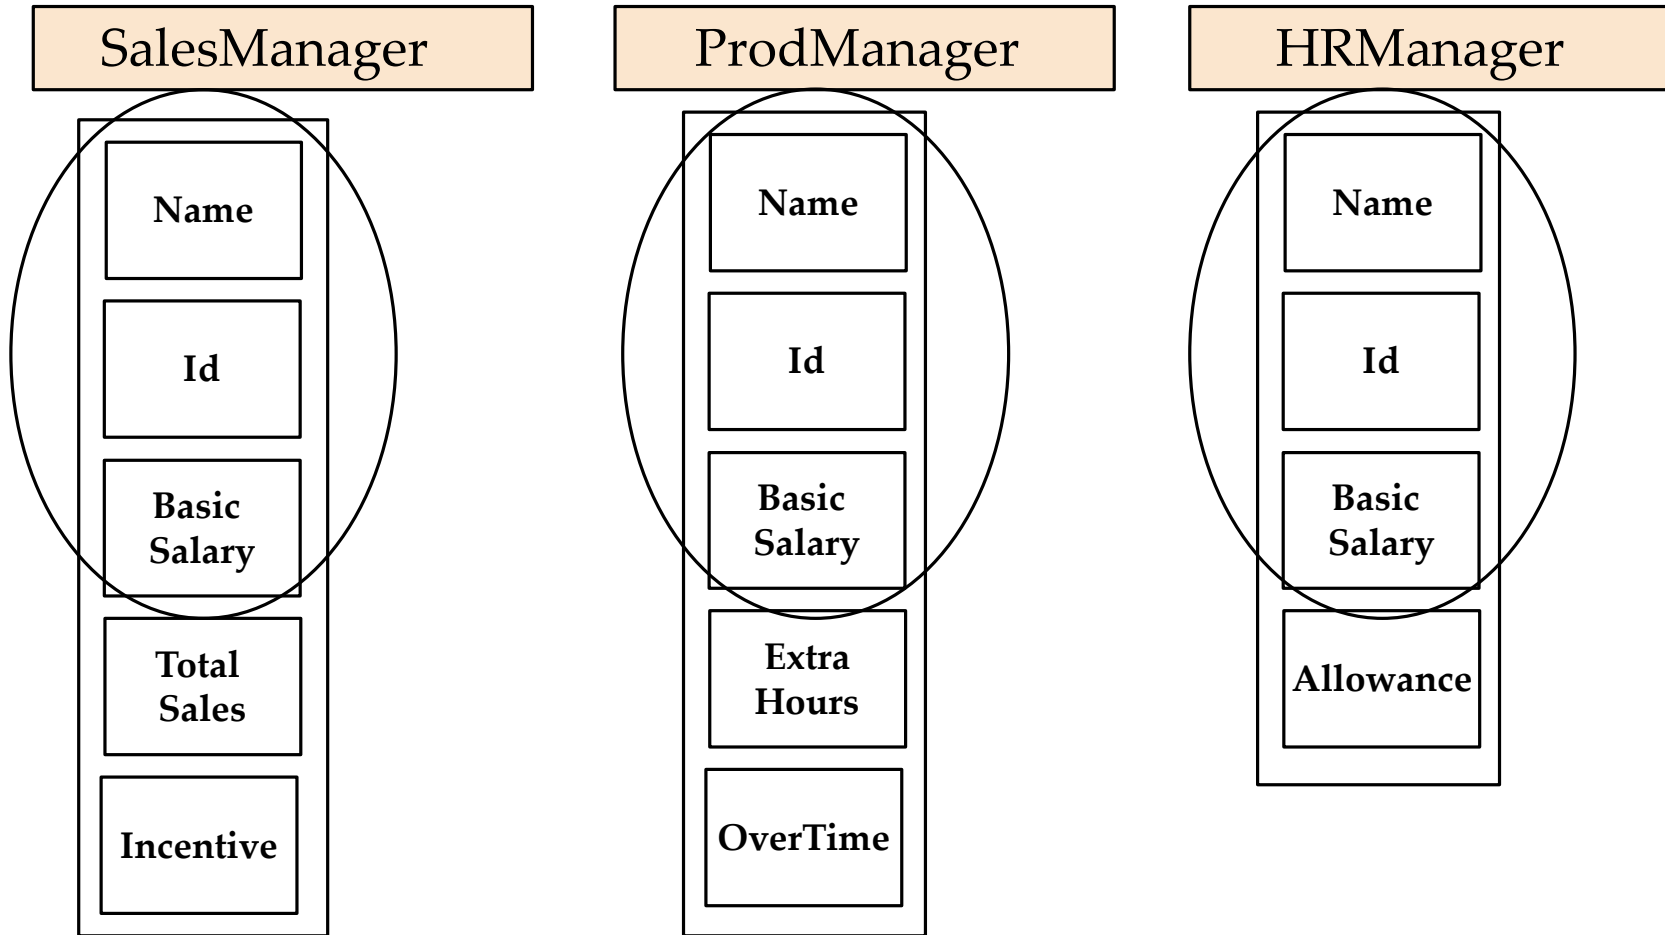 SalesManager
Name
Id
Basic
Salary
Total
Sales
Incentive
ProdManager
Name
Id
Basic
Salary
Extra
Hours
OverTime
HRManager
Name
Id
Basic
Salary
Allowance